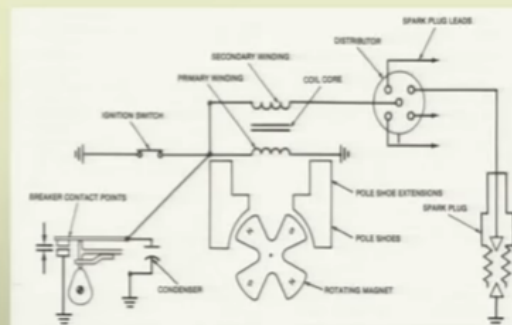 SPARK PLUG LEADS
DISTRIBUTOR
SECONDARY WINDING
PRIMARY WINDING
COIL CORE
IGNITION SWITCH
BREAKER CONTACT POINTS
POLE SHOE EXTENSIONS
SPARK PLUG
POLE SHOES
CONDENSER
ROTATING MAGNET